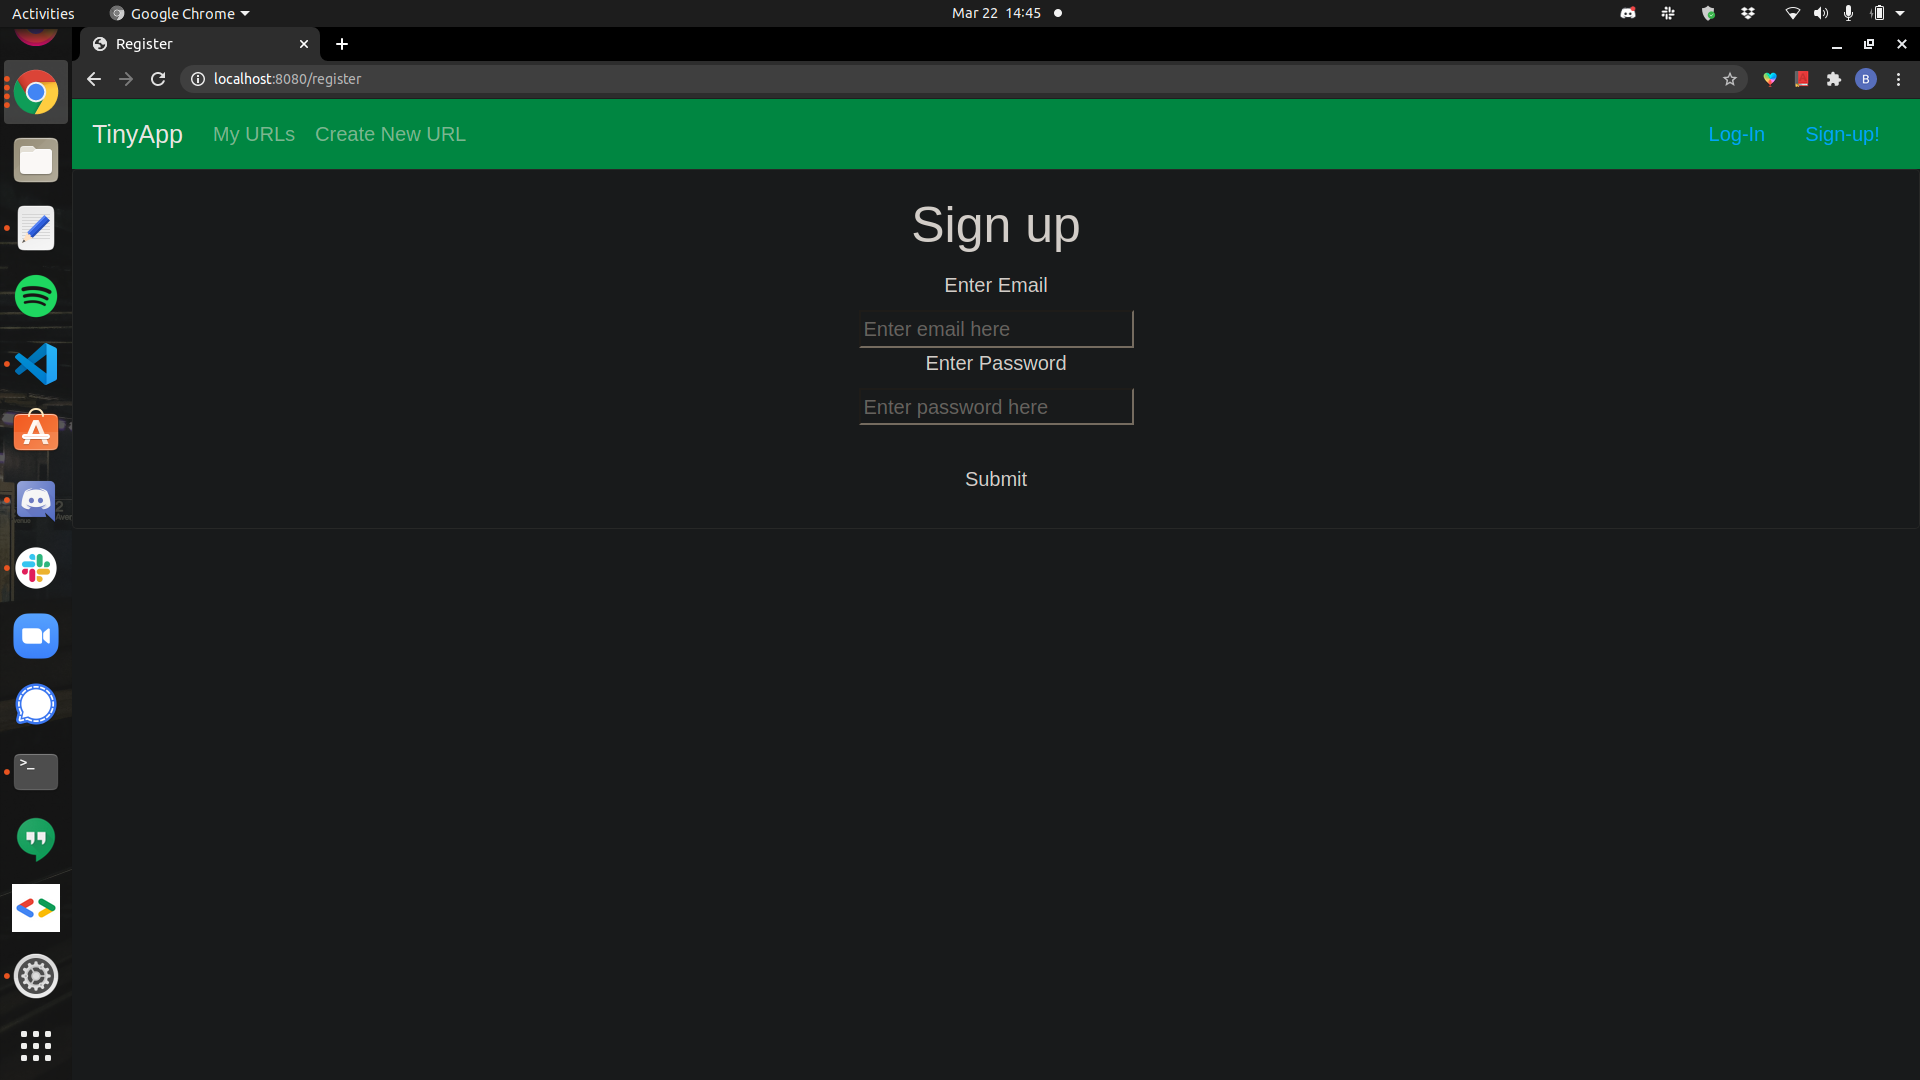 Activities
Google Chrome
Mar 22 14:45
Register
localhost:8080/register
B
TinyApp
My URLs
Create New URL
Log-In
Sign-up!
Sign up
Enter Email
Enter email here
Enter Password
Enter password here
Submit
2
>_